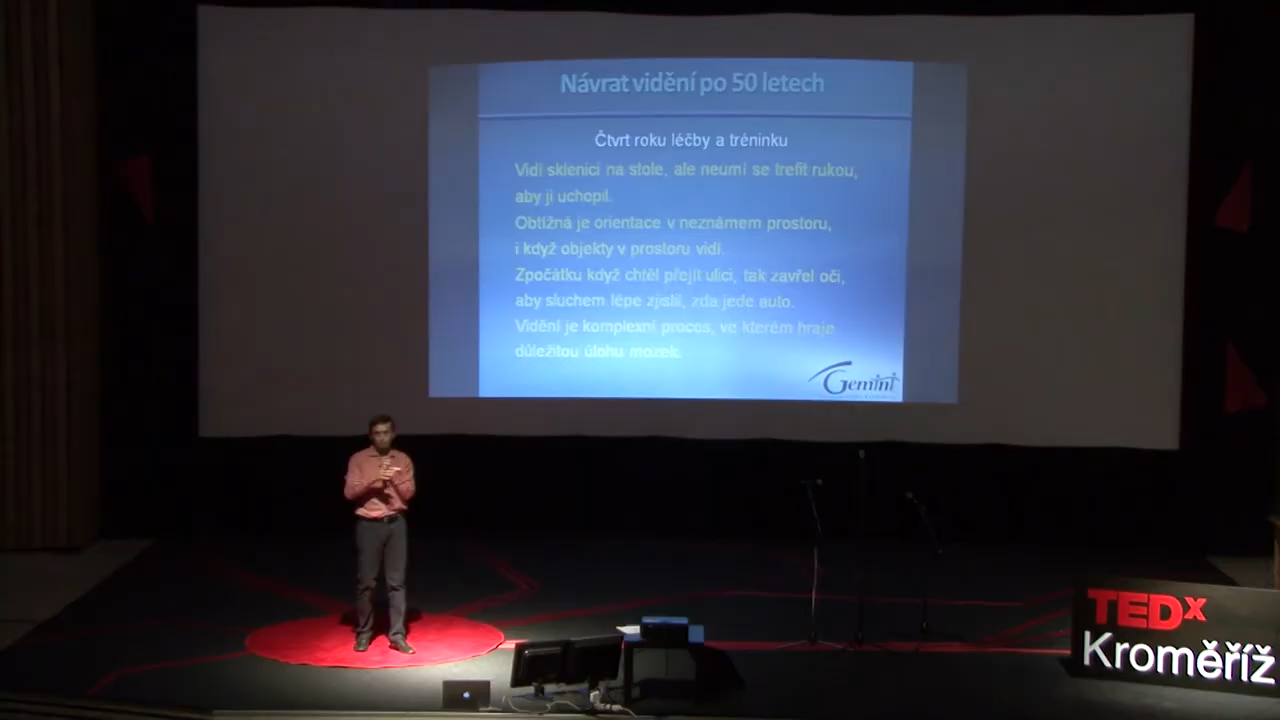 Návrat vidění po 50 letech
Čtvrt roku léčby a tréninku
Vidí sklenici na stole, ale neumí se trefit rukou,
aby ji uchopil.
Obtížná je orientace v neznámem prostoru,
i když objekty v prostoru vidí.
Zpočátku když chtěl přejít ulici, tak zavřel oči,
aby sluchem lépe zjistil, zda jede auto.
Vidění je komplexní proces, ve kterém hraje
důležitou úlohu mozek.
Gemini
TEDx
Kroměříž